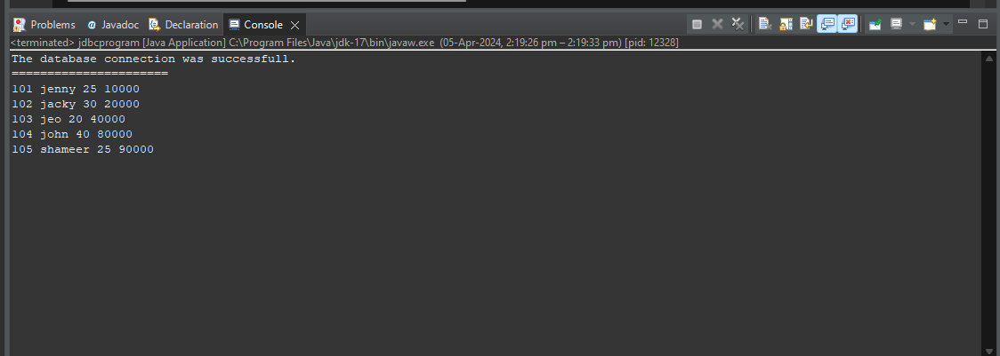 Problems @ Javadoc Declaration Console
<terminated> jdbcprogram [Java Application] C:\Program Files\Java\jdk-17\bin\javaw.exe (05-Apr-2024, 2:19:26 pm – 2:19:33 pm) [pid: 12328]
The database connection was successfull.
======================
101 jenny 25 10000
102 jacky 30 20000
103 jeo 20 40000
104 john 40 80000
105 shameer 25 90000